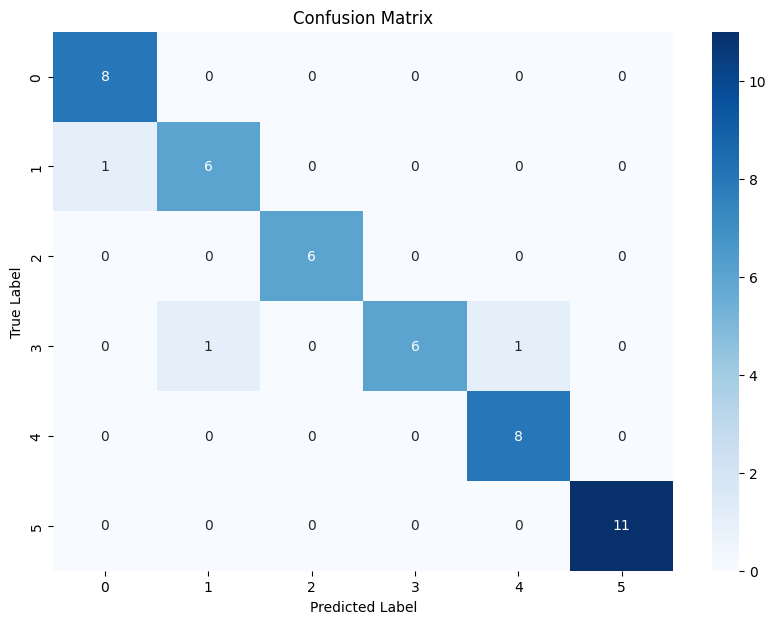 Confusion Matrix
True Label
0 8 0 0 0 0 0
1 1 6 0 0 0 0
2 0 0 6 0 0 0
3 0 1 0 6 1 0
4 0 0 0 0 8 0
5 0 0 0 0 0 11
0 1 2 3 4 5
Predicted Label
10
8
6
4
2
0